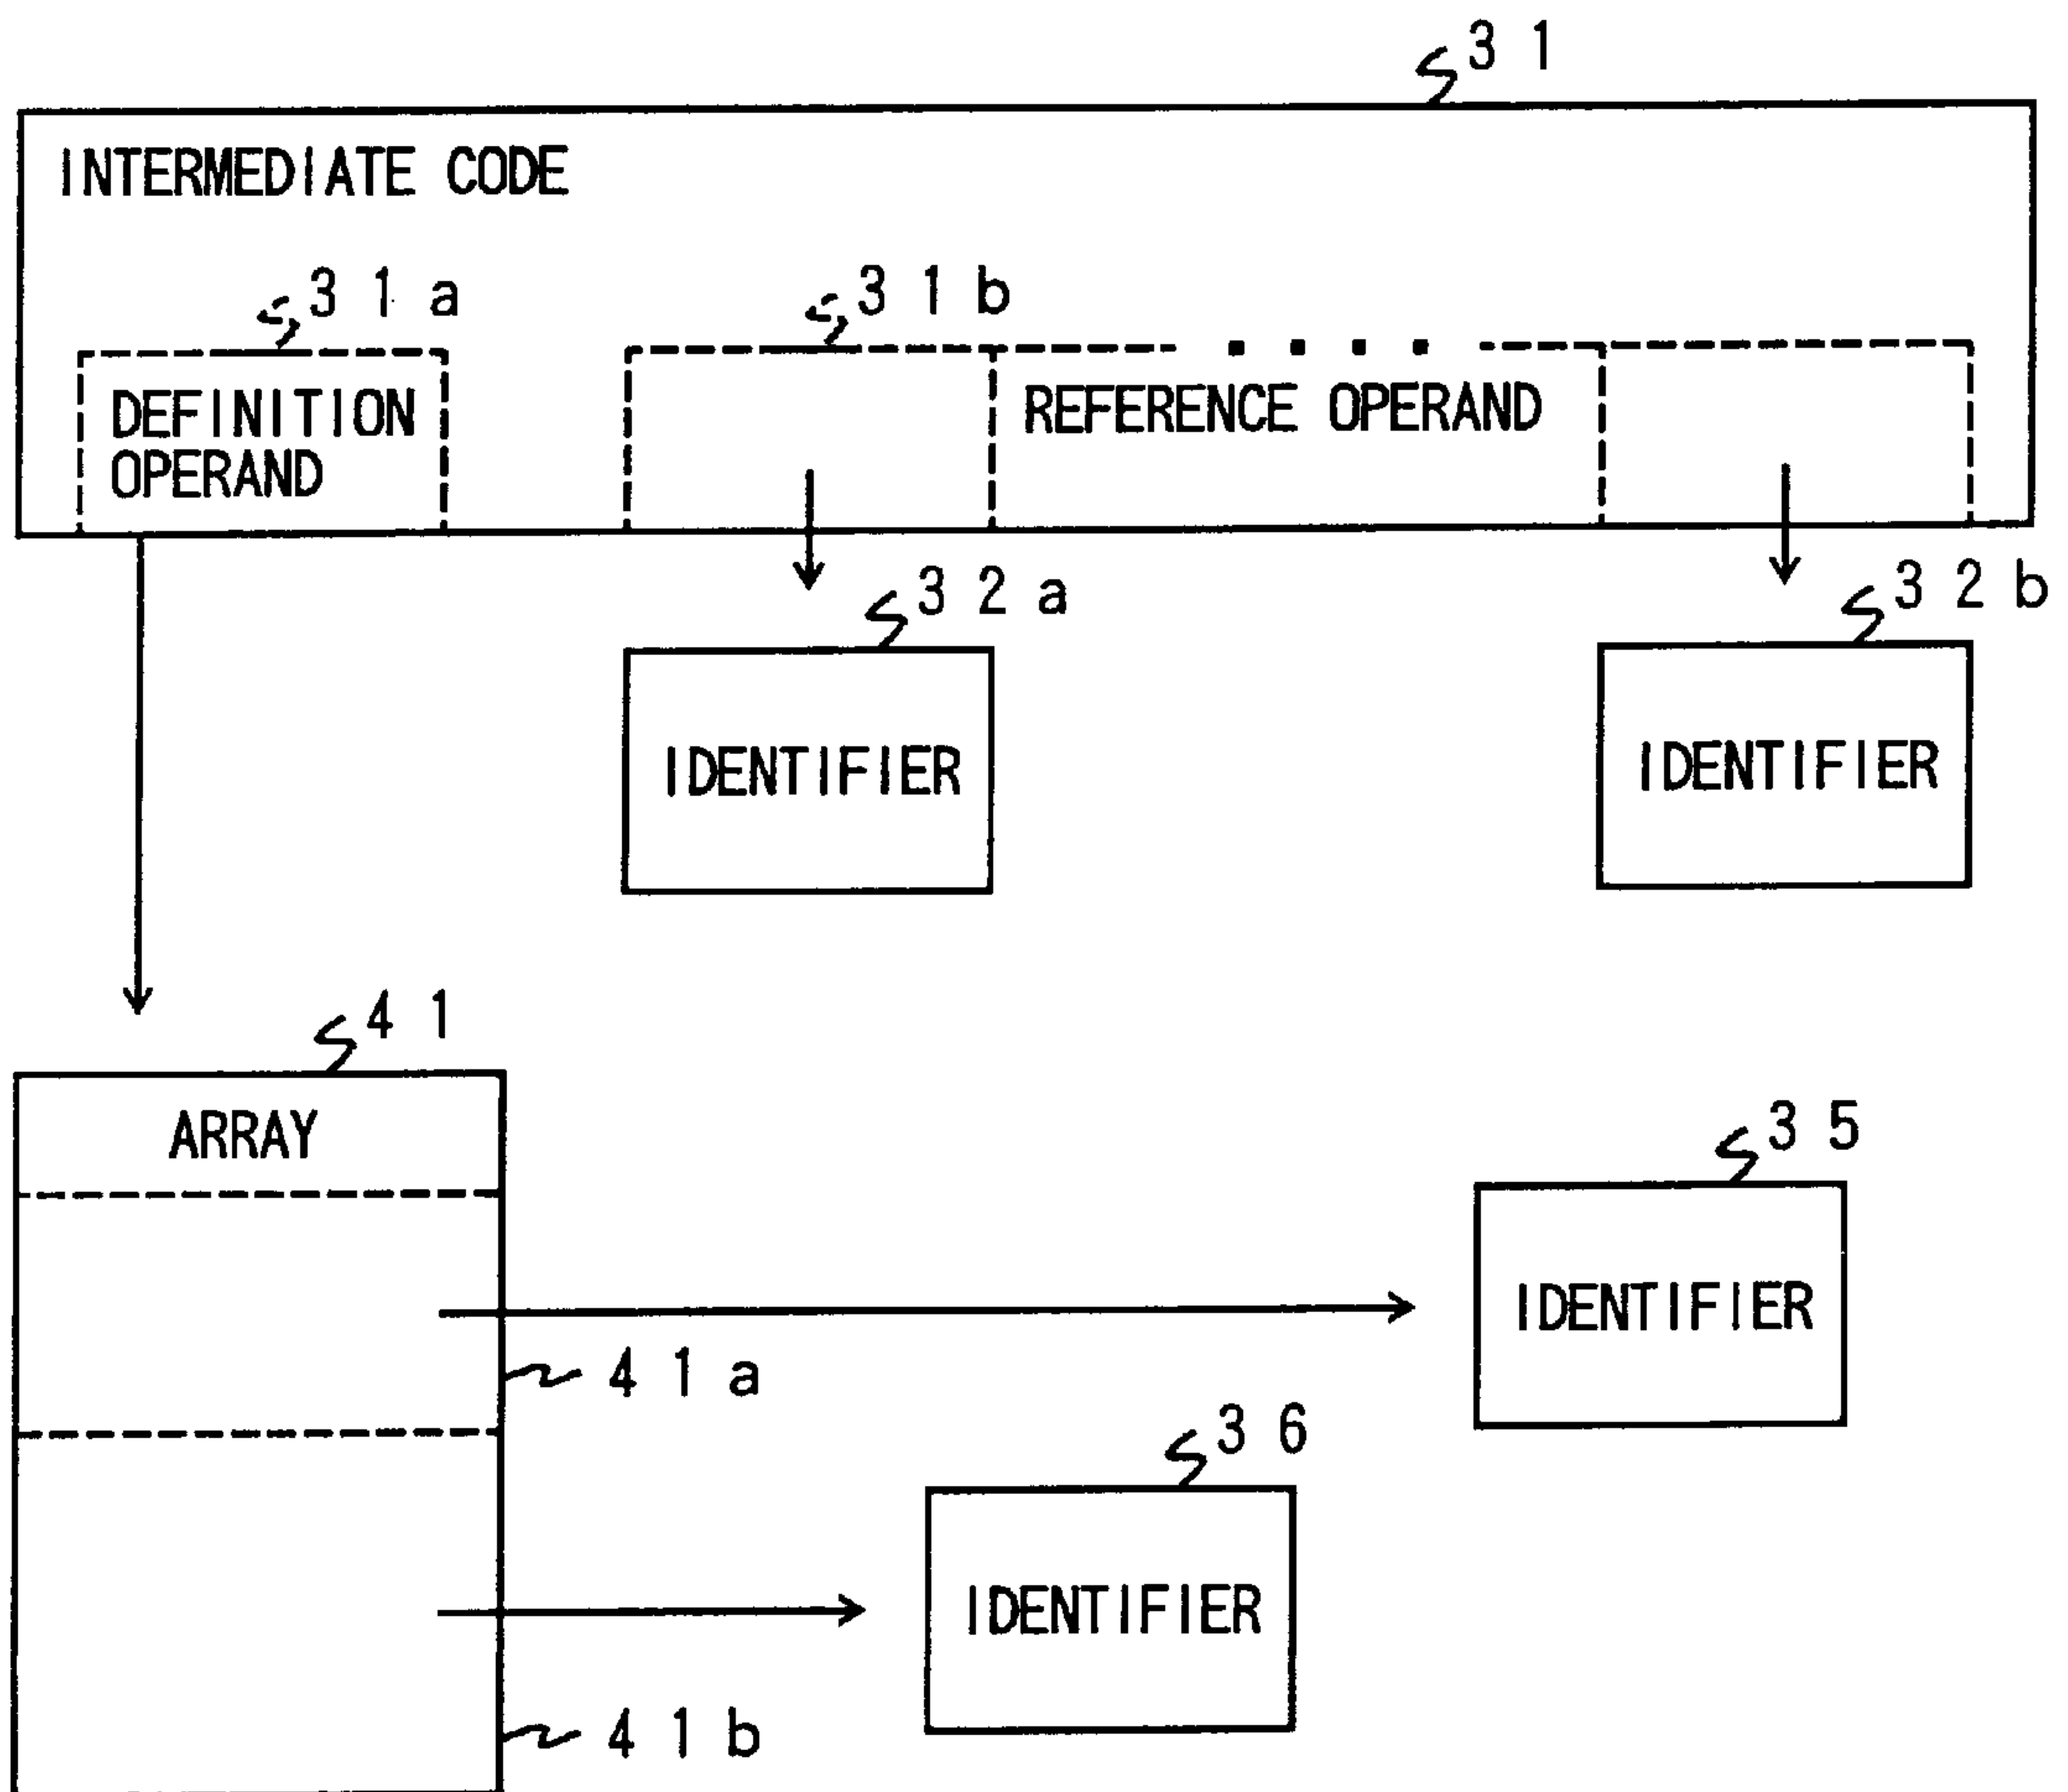 31
INTERMEDIATE CODE
31a
31b
DEFINITION
OPERAND
REFERENCE OPERAND
32a
32b
IDENTIFIER
IDENTIFIER
41
ARRAY
35
IDENTIFIER
41a
36
IDENTIFIER
41b